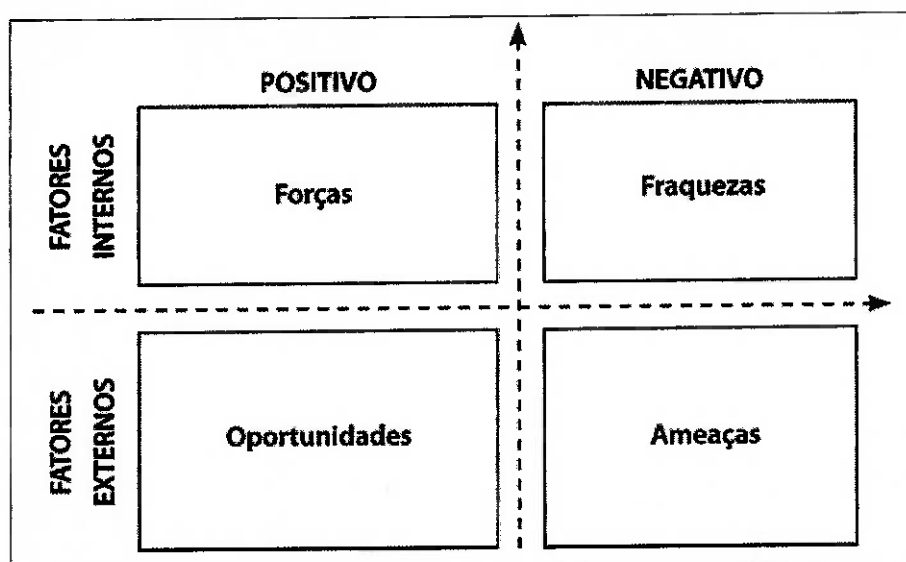 POSITIVO
NEGATIVO
FATORES
INTERNOS
Forças
Fraquezas
FATORES
EXTERNOS
Oportunidades
Ameaças